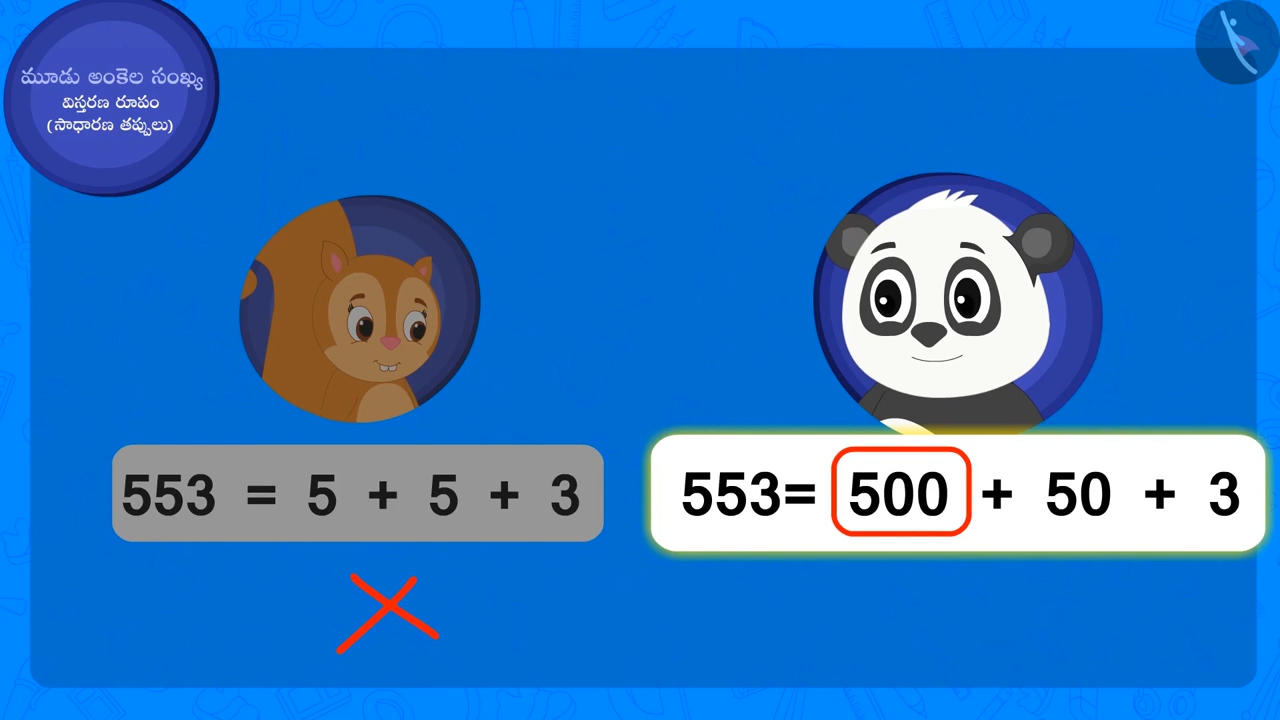 మూడు అంకెల సంఖ్య
విస్తరణ రూపం
(సాధారణ తప్పులు)
553 = 5 + 5 + 3
553= 500 + 50 + 3